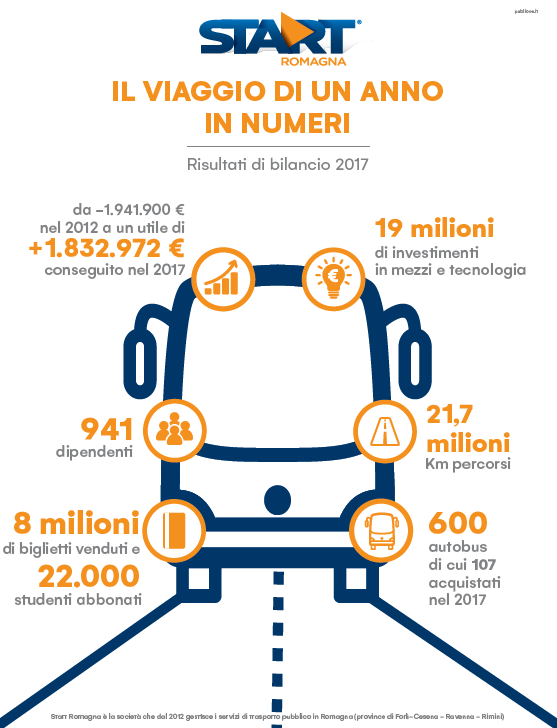 publione.it
START®
ROMAGNA
IL VIAGGIO DI UN ANNO
IN NUMERI
Risultati di bilancio 2017
da -1.941.900 €
nel 2012 a un utile di
+1.832.972 €
conseguito nel 2017
19 milioni
di investimenti
in mezzi e tecnologia
€
941
dipendenti
21,7
milioni
Km percorsi
8 milioni
di biglietti venduti e
22.000
studenti abbonati
600
autobus
di cui 107
acquistati
nel 2017
Start Romagna è la società che dal 2012 gestisce i servizi di trasporto pubblico in Romagna (province di Forlì-Cesena - Ravenna - Rimini)